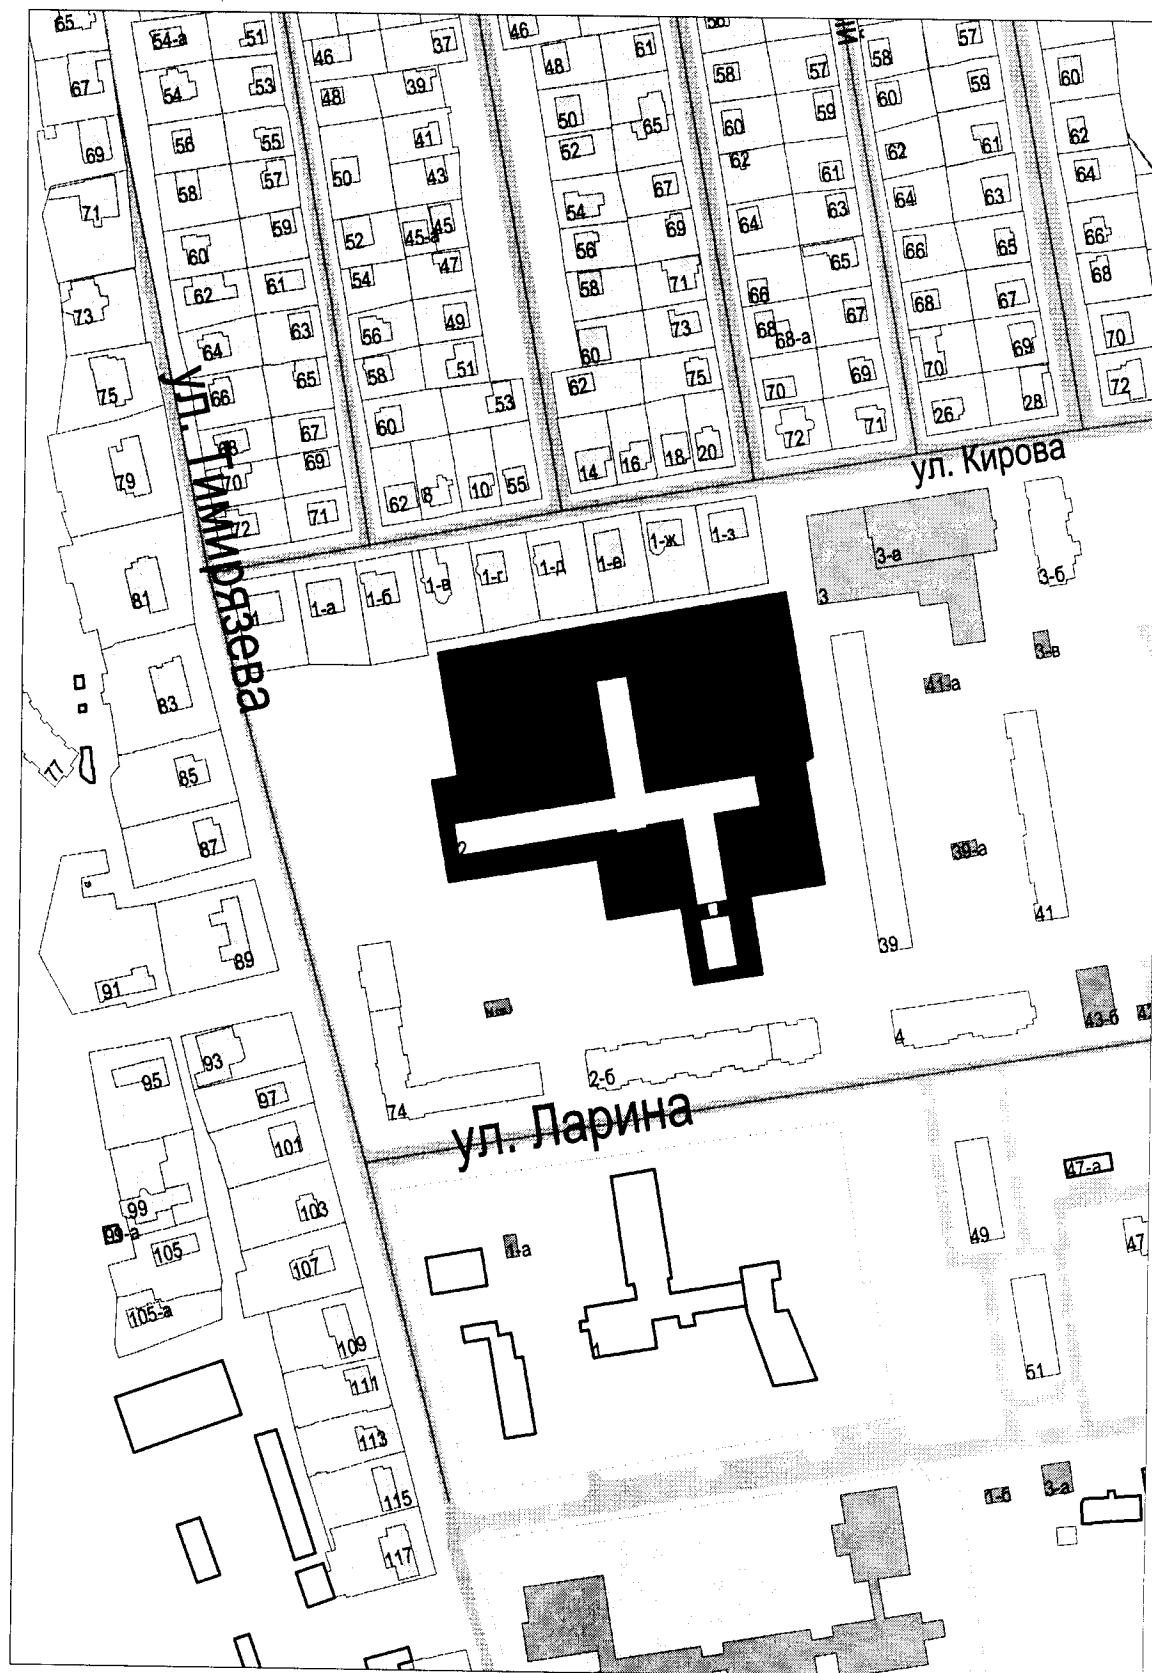 65 54-а 51 46 37 46 61 56 57
67 54 53 48 39 48 58 57 58 59 60
56 55 41 50 65 60 59 60 62
69 58 57 50 43 52 62 61 62 61 64
71 59 52 45-а 45 54 67 64 63 64 63 66
60 61 54 47 56 69 65 66 65 68
73 62 63 56 49 58 71 66 67 68 67 70
64 65 58 51 60 73 68 68-а 69 70 69 72
75 66 67 60 53 62 75 70 71 26 28
79 68 69 62 8 10 55 14 16 18 20 72
70
72 71
ул. Кирова
ул. Тимирязева
81 1 1-а 1-б 1-в 1-г 1-д 1-е 1-ж 1-з 3 3-а 3-б
83 3-в
41-а
77 85
87 2 39-а
89 39 41
91
4 43-б
93 2-б
95 97 74
ул. Ларина
101 47-а
99 103 49 47
99-а 105 107 1-а
105-а 109 1 51
111
113
115 1-б 3-а
117